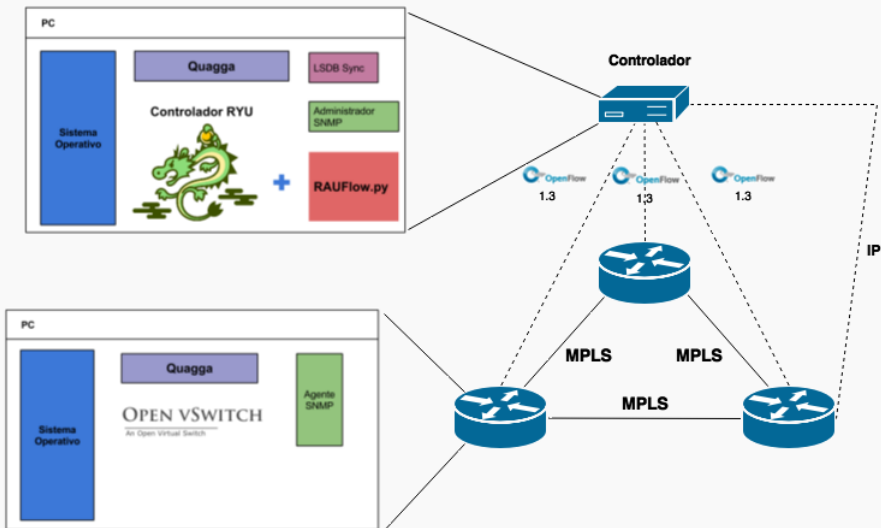 PC
Quagga
LSDB Sync
Controlador RYU
Administrador
SNMP
Sistema
Operativo
RAUFlow.py
Controlador
OpenFlow
1.3
OpenFlow
1.3
OpenFlow
1.3
IP
MPLS
MPLS
MPLS
PC
Quagga
Agente
SNMP
OPEN VSWITCH
An Open Virtual Switch
Sistema
Operativo